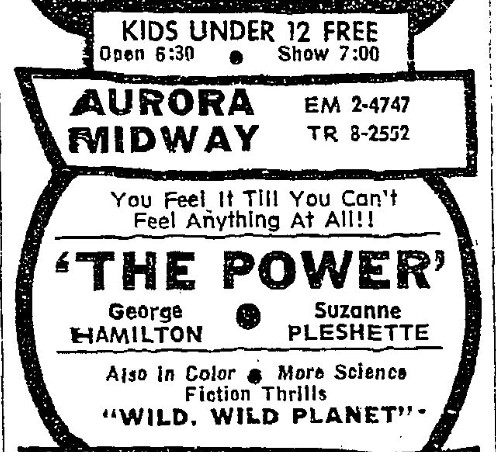 KIDS UNDER 12 FREE
Open 6:30 • Show 7:00
AURORA EM 2-4747
MIDWAY TR 8-2552
You Feel It Till You Can't
Feel Anything At All!!
'THE POWER'
George HAMILTON • Suzanne PLESHETTE
Also in Color • More Science
Fiction Thrills
"WILD. WILD PLANET"